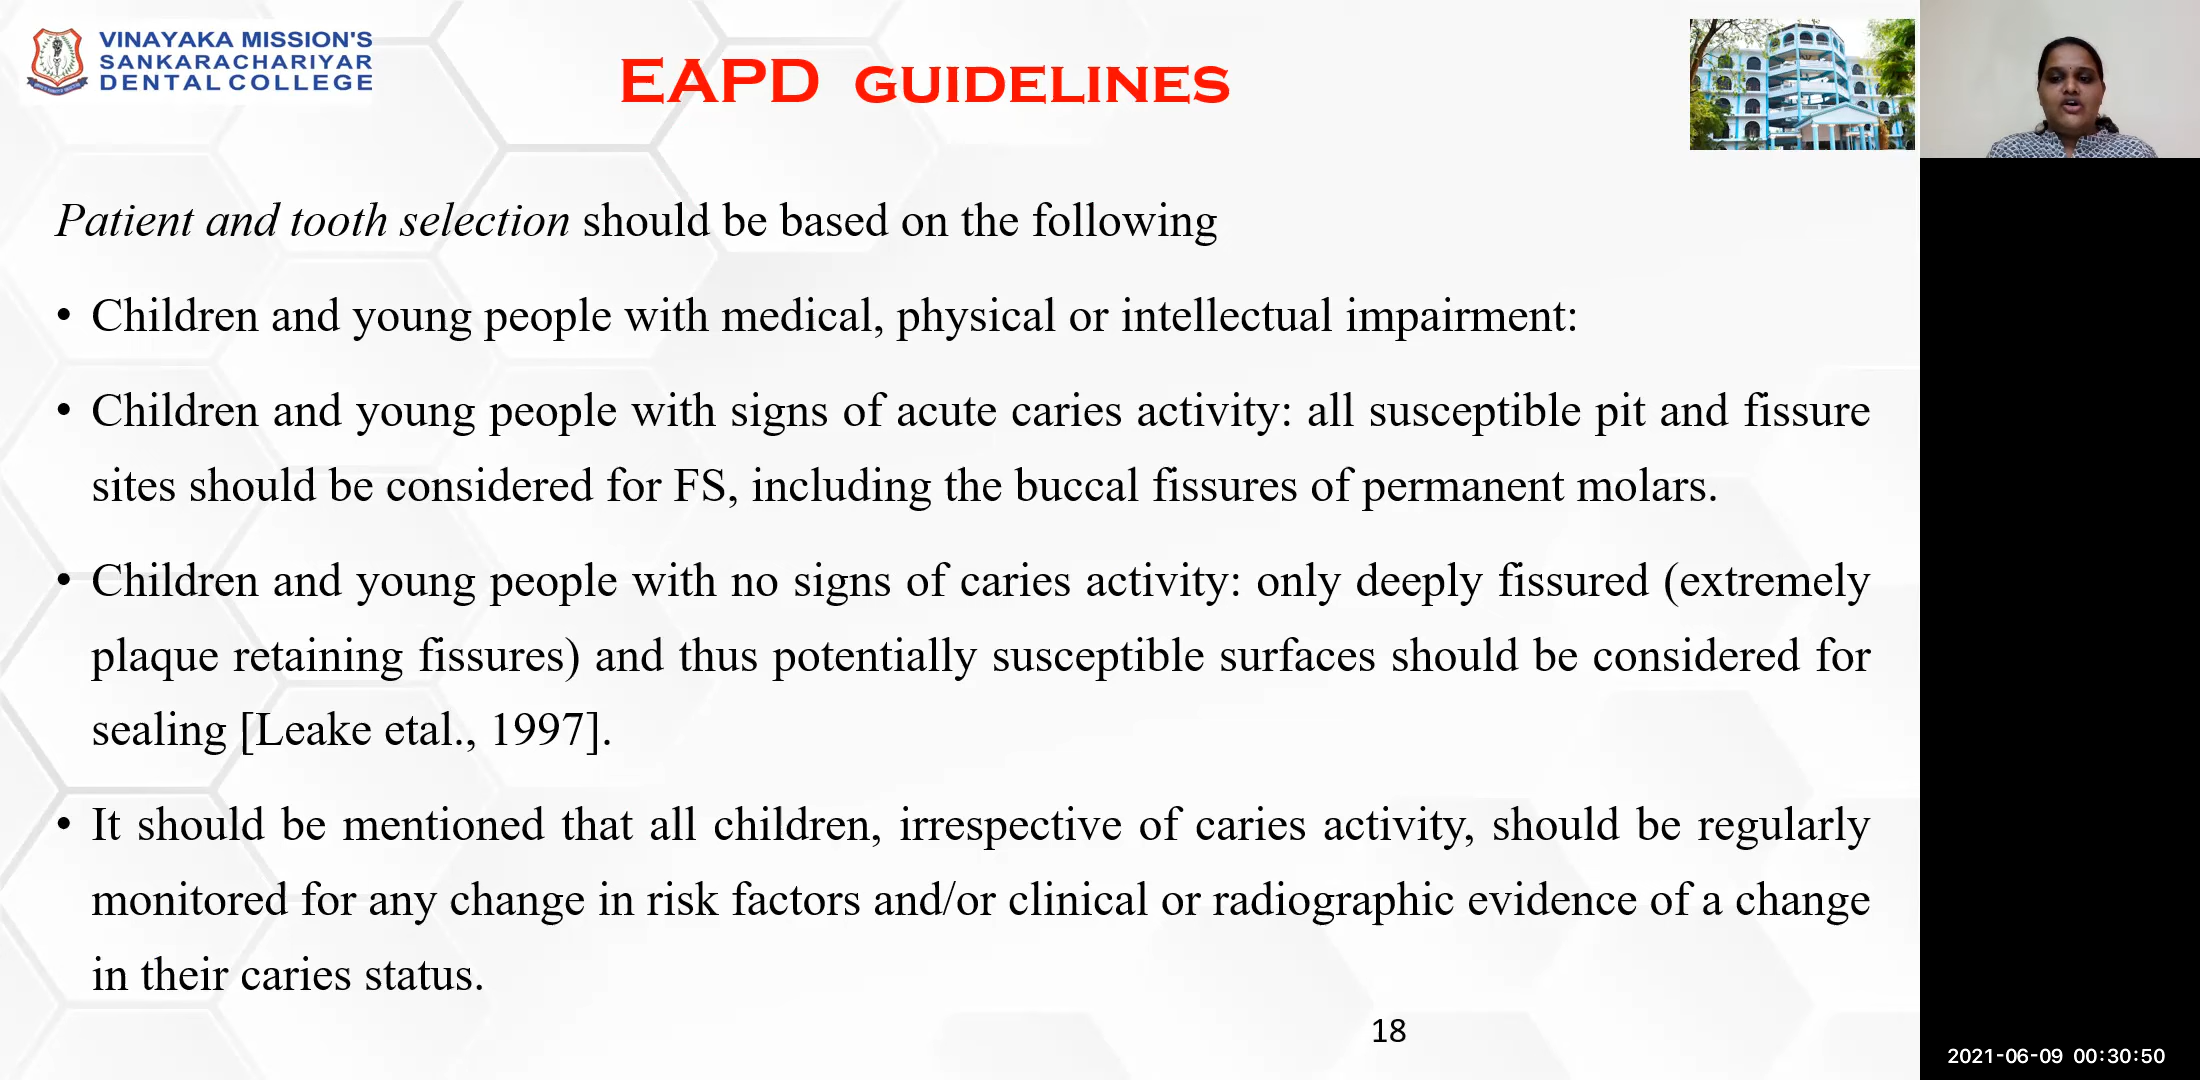 VINAYAKA MISSION'S
SANKARACHARIYAR
DENTAL COLLEGE
EAPD GUIDELINES
Patient and tooth selection should be based on the following
• Children and young people with medical, physical or intellectual impairment:
• Children and young people with signs of acute caries activity: all susceptible pit and fissure
sites should be considered for FS, including the buccal fissures of permanent molars.
• Children and young people with no signs of caries activity: only deeply fissured (extremely
plaque retaining fissures) and thus potentially susceptible surfaces should be considered for
sealing [Leake etal., 1997].
• It should be mentioned that all children, irrespective of caries activity, should be regularly
monitored for any change in risk factors and/or clinical or radiographic evidence of a change
in their caries status.
18
2021-06-09 00:30:50